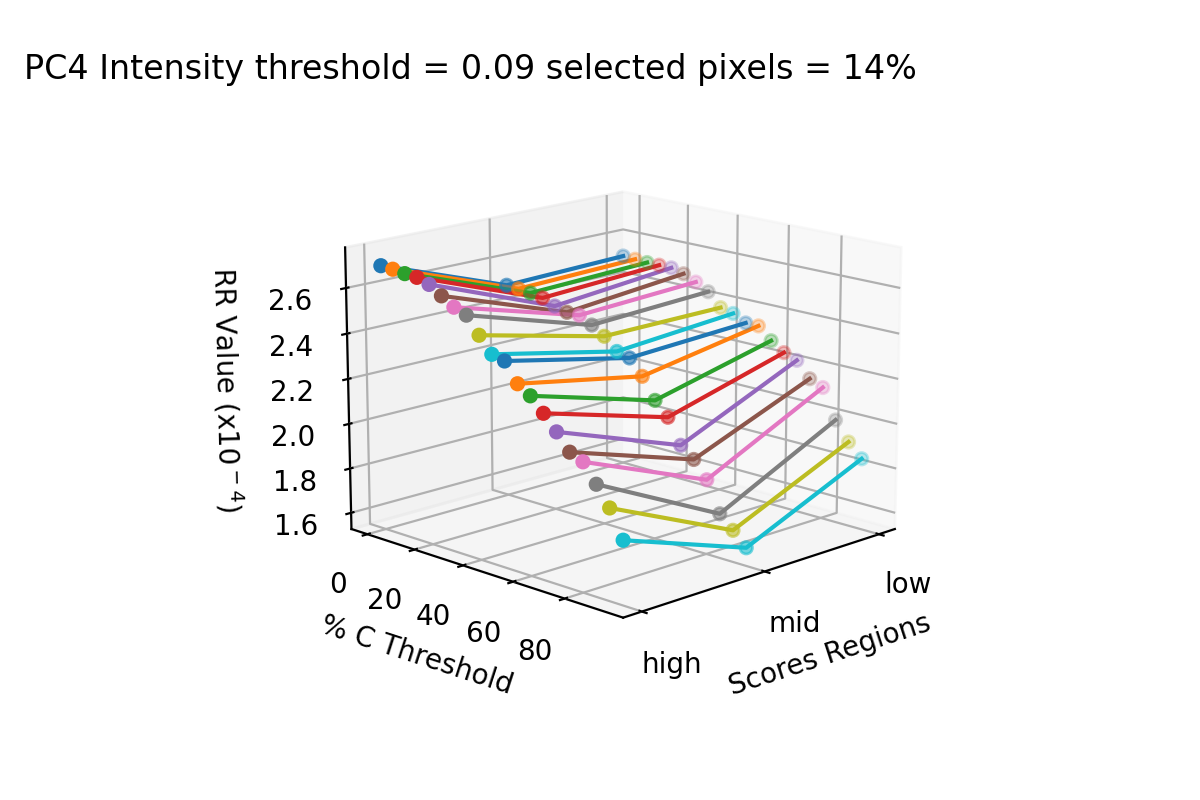 PC4 Intensity threshold = 0.09 selected pixels = 14%
RR Value (x10⁻⁴)
2.6
2.4
2.2
2.0
1.8
1.6
0
20
40
60
80
% C Threshold
high
mid
low
Scores Regions